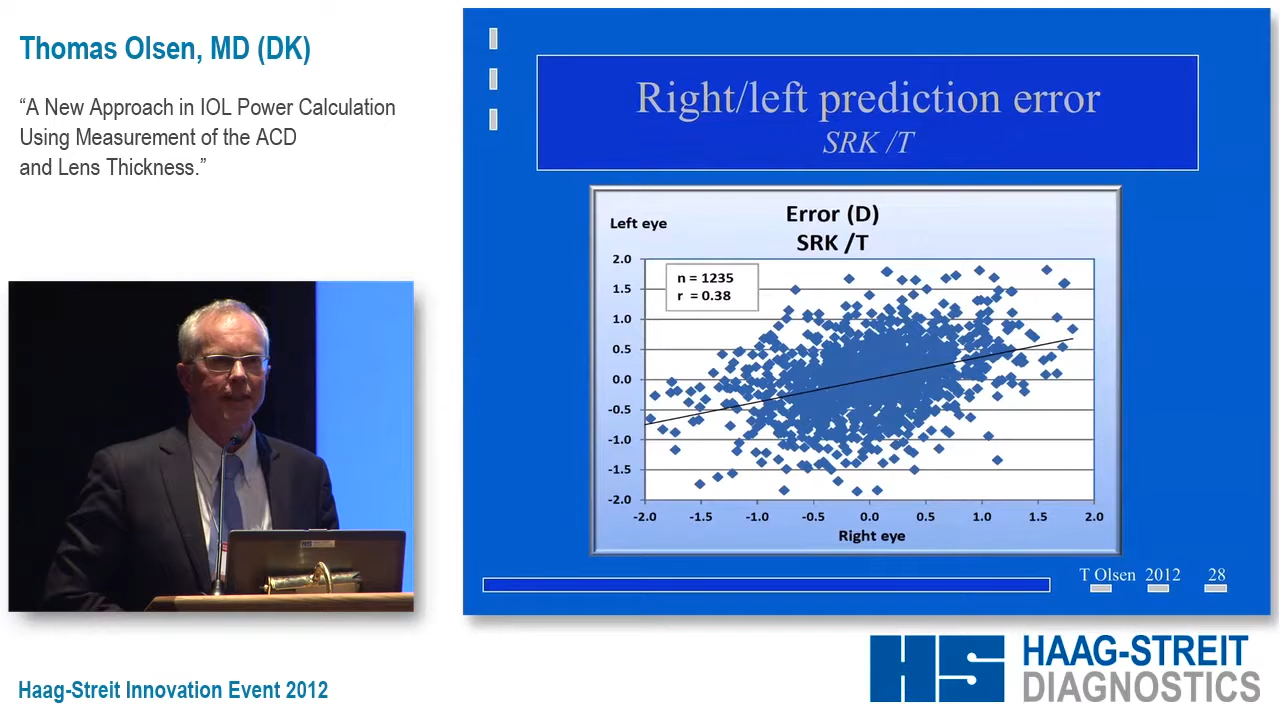 Thomas Olsen, MD (DK)
“A New Approach in IOL Power Calculation
Using Measurement of the ACD
and Lens Thickness.”
Right/left prediction error
SRK /T
Left eye
Error (D)
SRK /T
n = 1235
r = 0.38
2.0
1.5
1.0
0.5
0.0
-0.5
-1.0
-1.5
-2.0
-2.0 -1.5 -1.0 -0.5 0.0 0.5 1.0 1.5 2.0
Right eye
T Olsen 2012 28
Haag-Streit Innovation Event 2012
HS HAAG-STREIT
DIAGNOSTICS